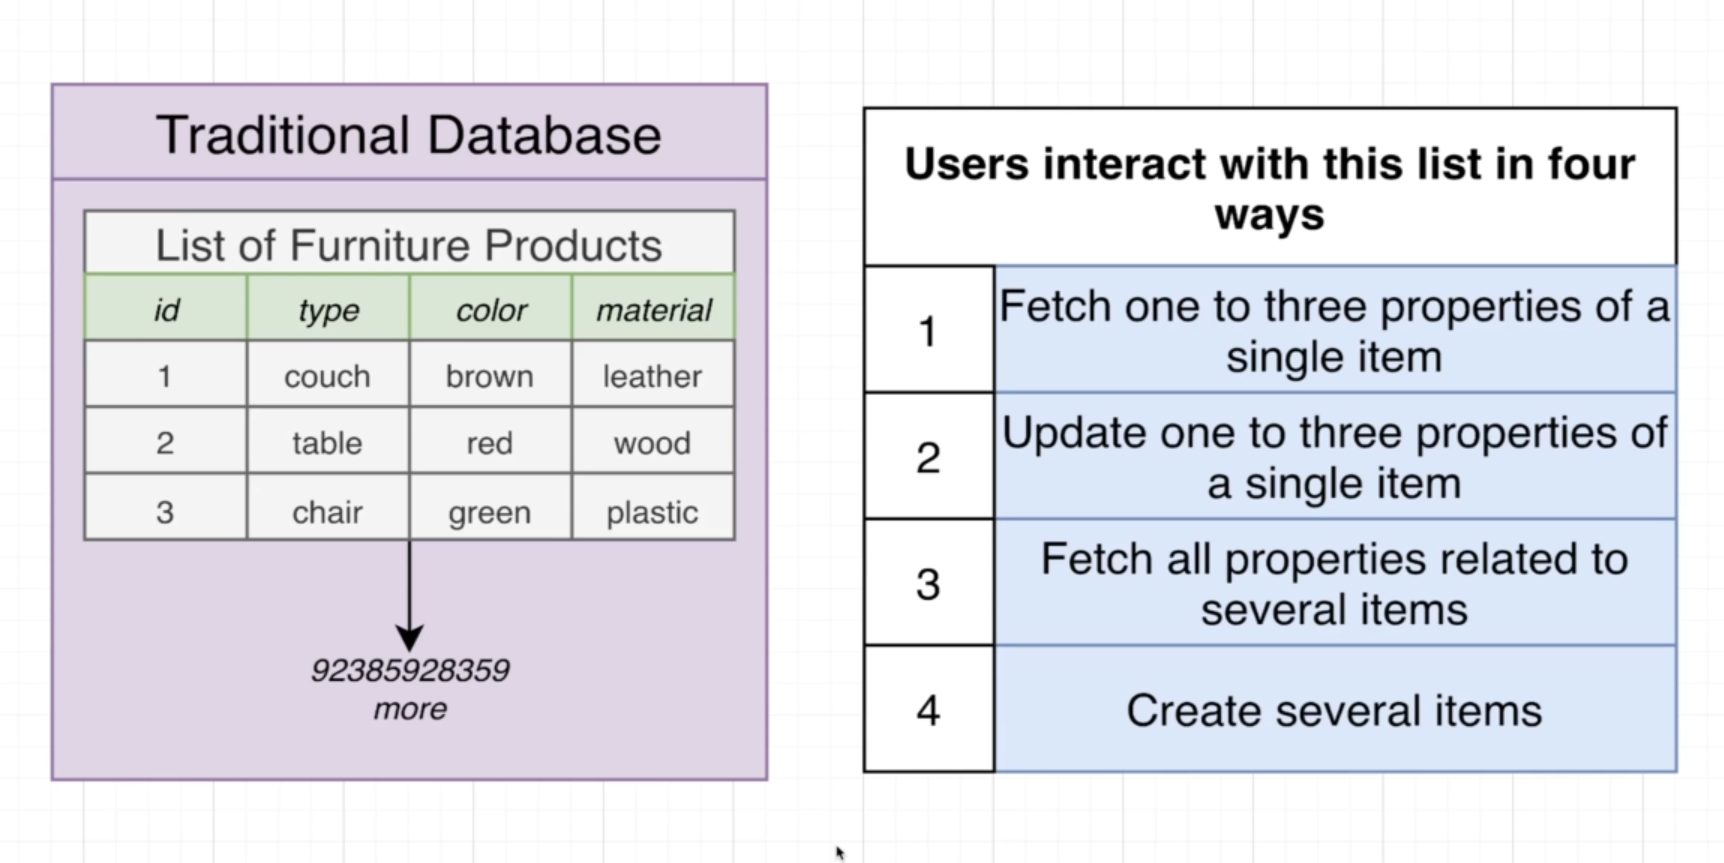 Traditional Database
List of Furniture Products
id type color material
1 couch brown leather
2 table red wood
3 chair green plastic
92385928359
more
Users interact with this list in four
ways
1 Fetch one to three properties of a
single item
2 Update one to three properties of
a single item
3 Fetch all properties related to
several items
4 Create several items